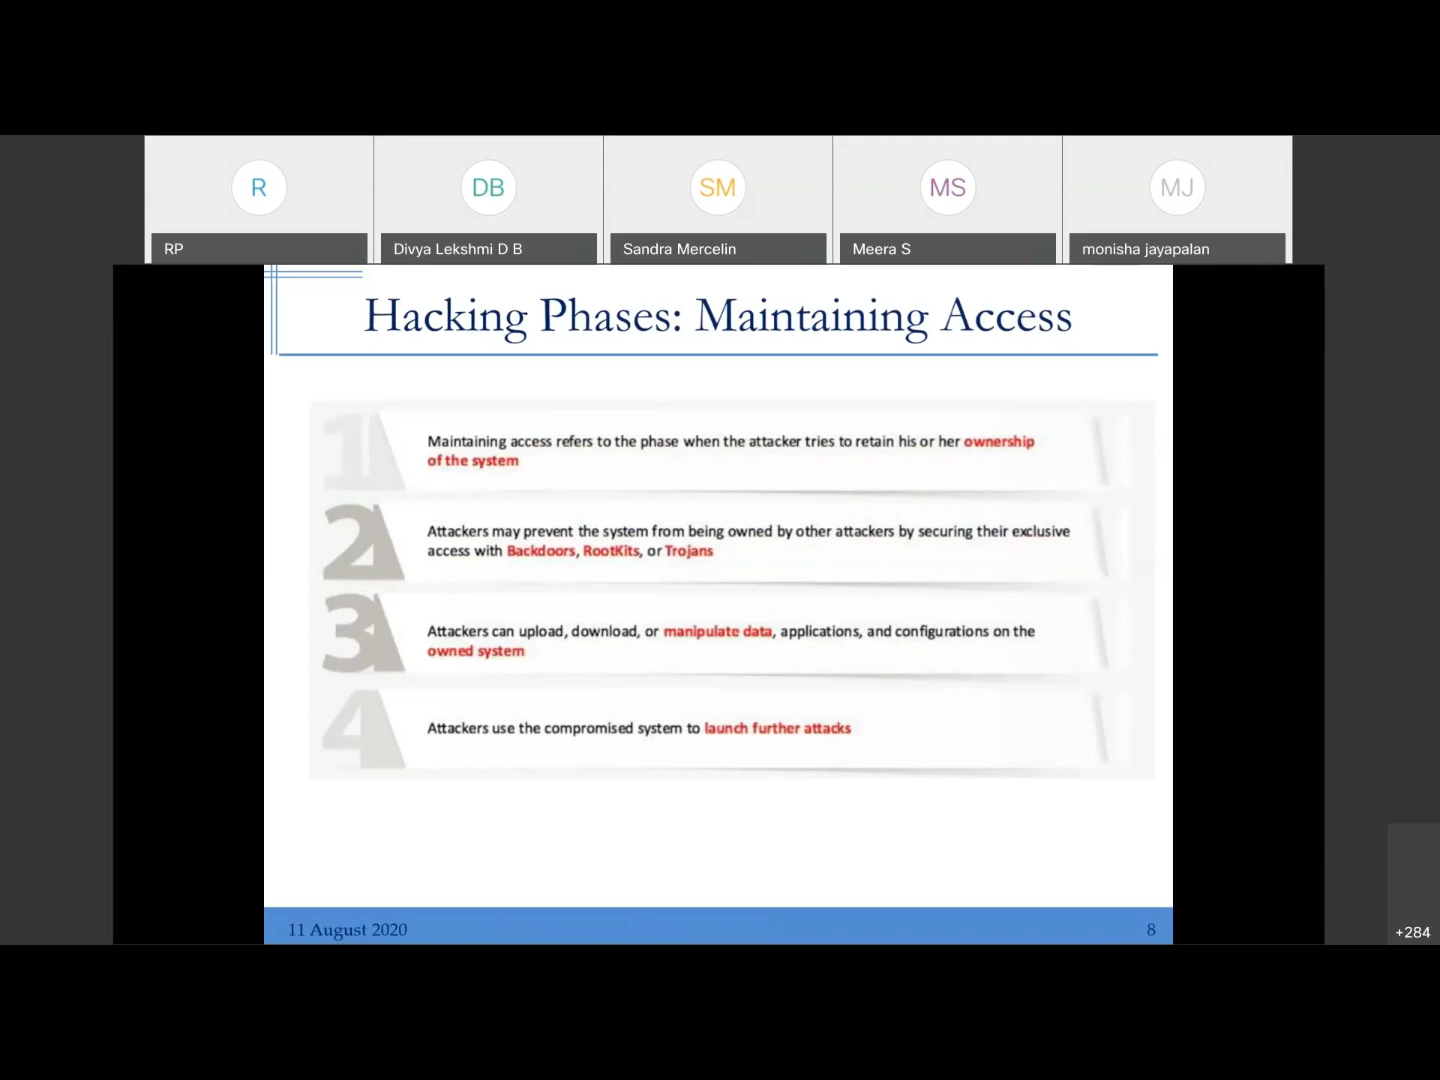 R
DB
SM
MS
MJ
RP
Divya Lekshmi D B
Sandra Mercelin
Meera S
monisha jayapalan
Hacking Phases: Maintaining Access
1
Maintaining access refers to the phase when the attacker tries to retain his or her ownership
of the system
2
Attackers may prevent the system from being owned by other attackers by securing their exclusive
access with Backdoors, RootKits, or Trojans
3
Attackers can upload, download, or manipulate data, applications, and configurations on the
owned system
4
Attackers use the compromised system to launch further attacks
11 August 2020
8
+284